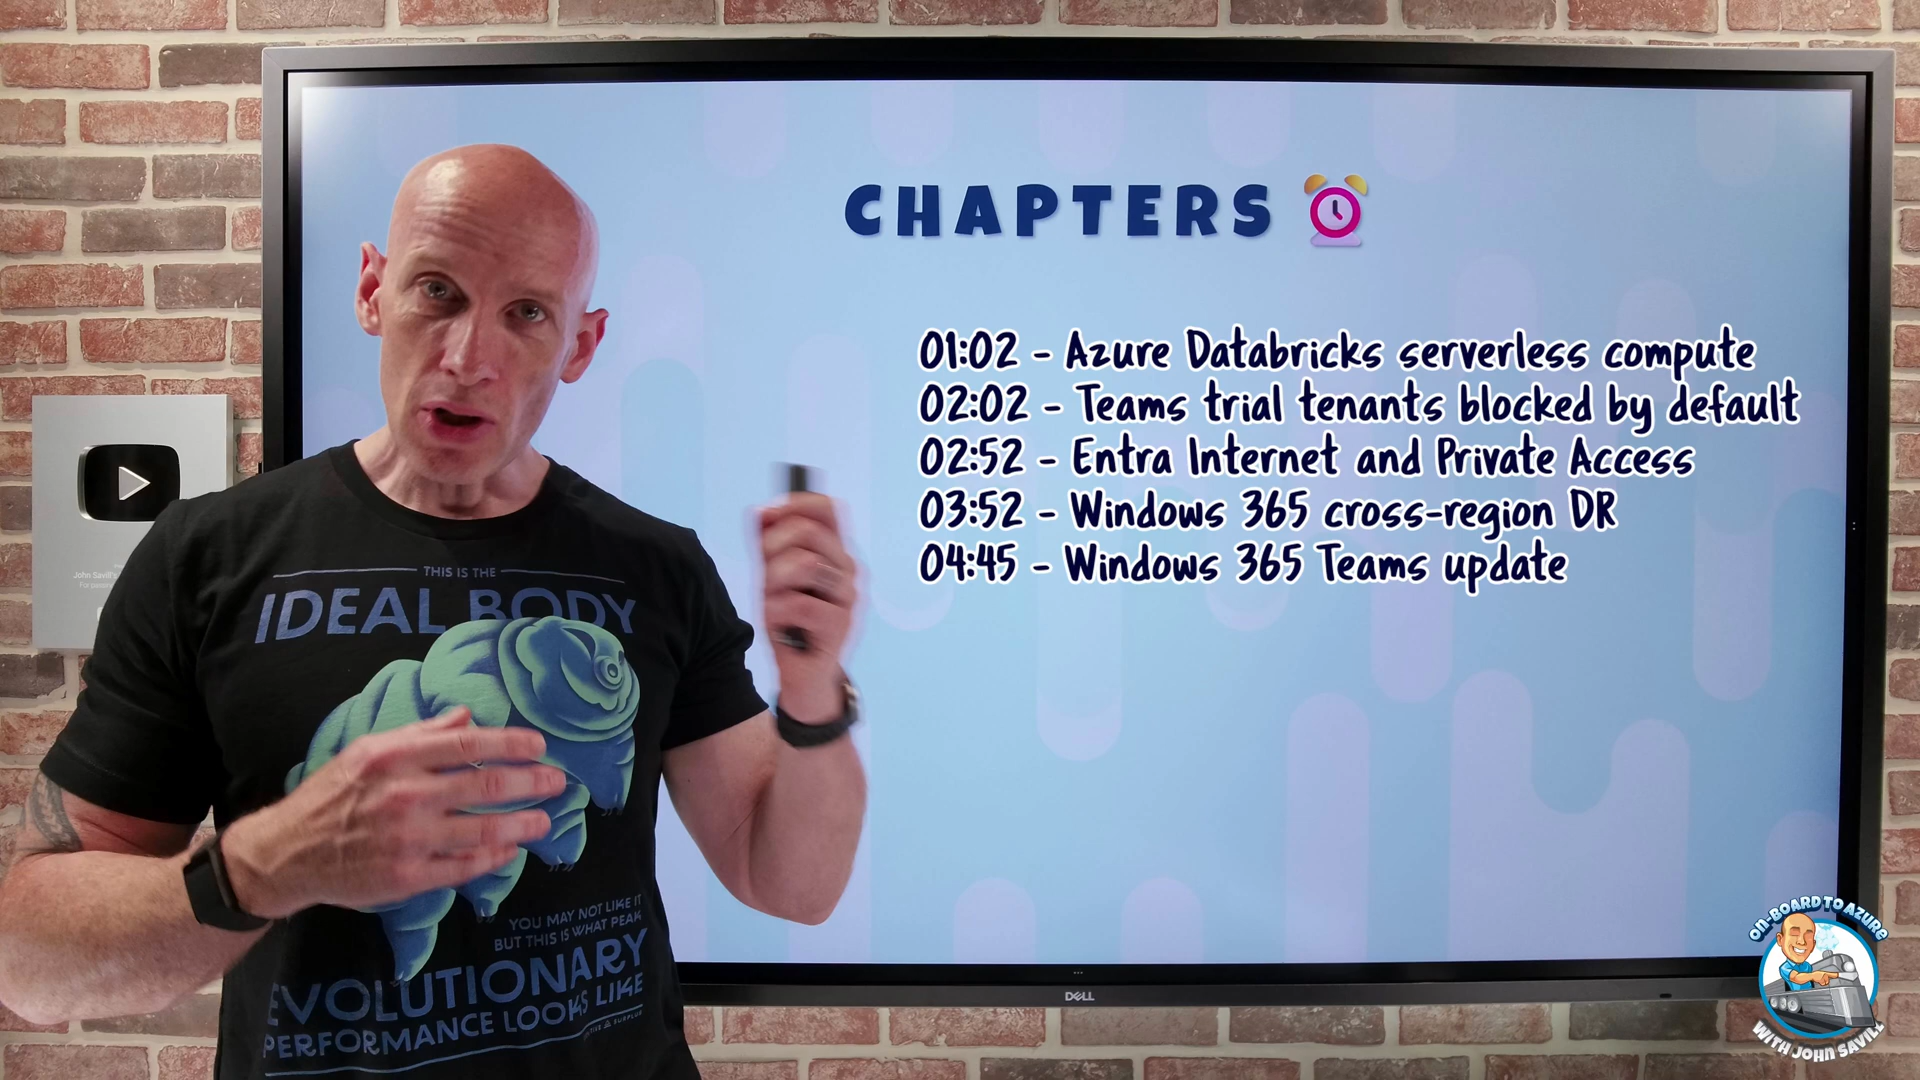 CHAPTERS
01:02 - Azure Databricks serverless compute
02:02 - Teams trial tenants blocked by default
02:52 - Entra Internet and Private Access
03:52 - Windows 365 cross-region DR
04:45 - Windows 365 Teams update
John Savill's
THIS IS THE
IDEAL BODY
YOU MAY NOT LIKE IT
BUT THIS IS WHAT PEAK
EVOLUTIONARY
PERFORMANCE LOOKS LIKE
DELL
ON-BOARD TO AZURE
WITH JOHN SAVILL